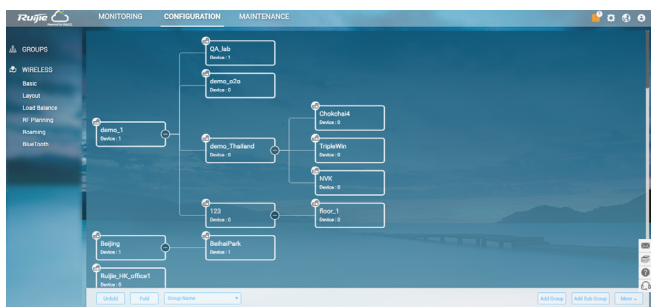 Ruijie
MONITORING
CONFIGURATION
MAINTENANCE
GROUPS
WIRELESS
Basic
Layout
Load Balance
RF Planning
Roaming
BlueTooth
QA_lab
Device : 1
demo_o2o
Device : 0
demo_1
Device : 1
demo_Thailand
Device : 0
Chokchai4
Device : 0
TripleWin
Device : 0
NVK
Device : 0
123
Device : 0
floor_1
Device : 0
Beijing
Device : 1
BeihaiPark
Device : 1
Ruijie_HK_office1
Device : 0
Unfold
Fold
Group Name
Add Group
Add Sub Group
More